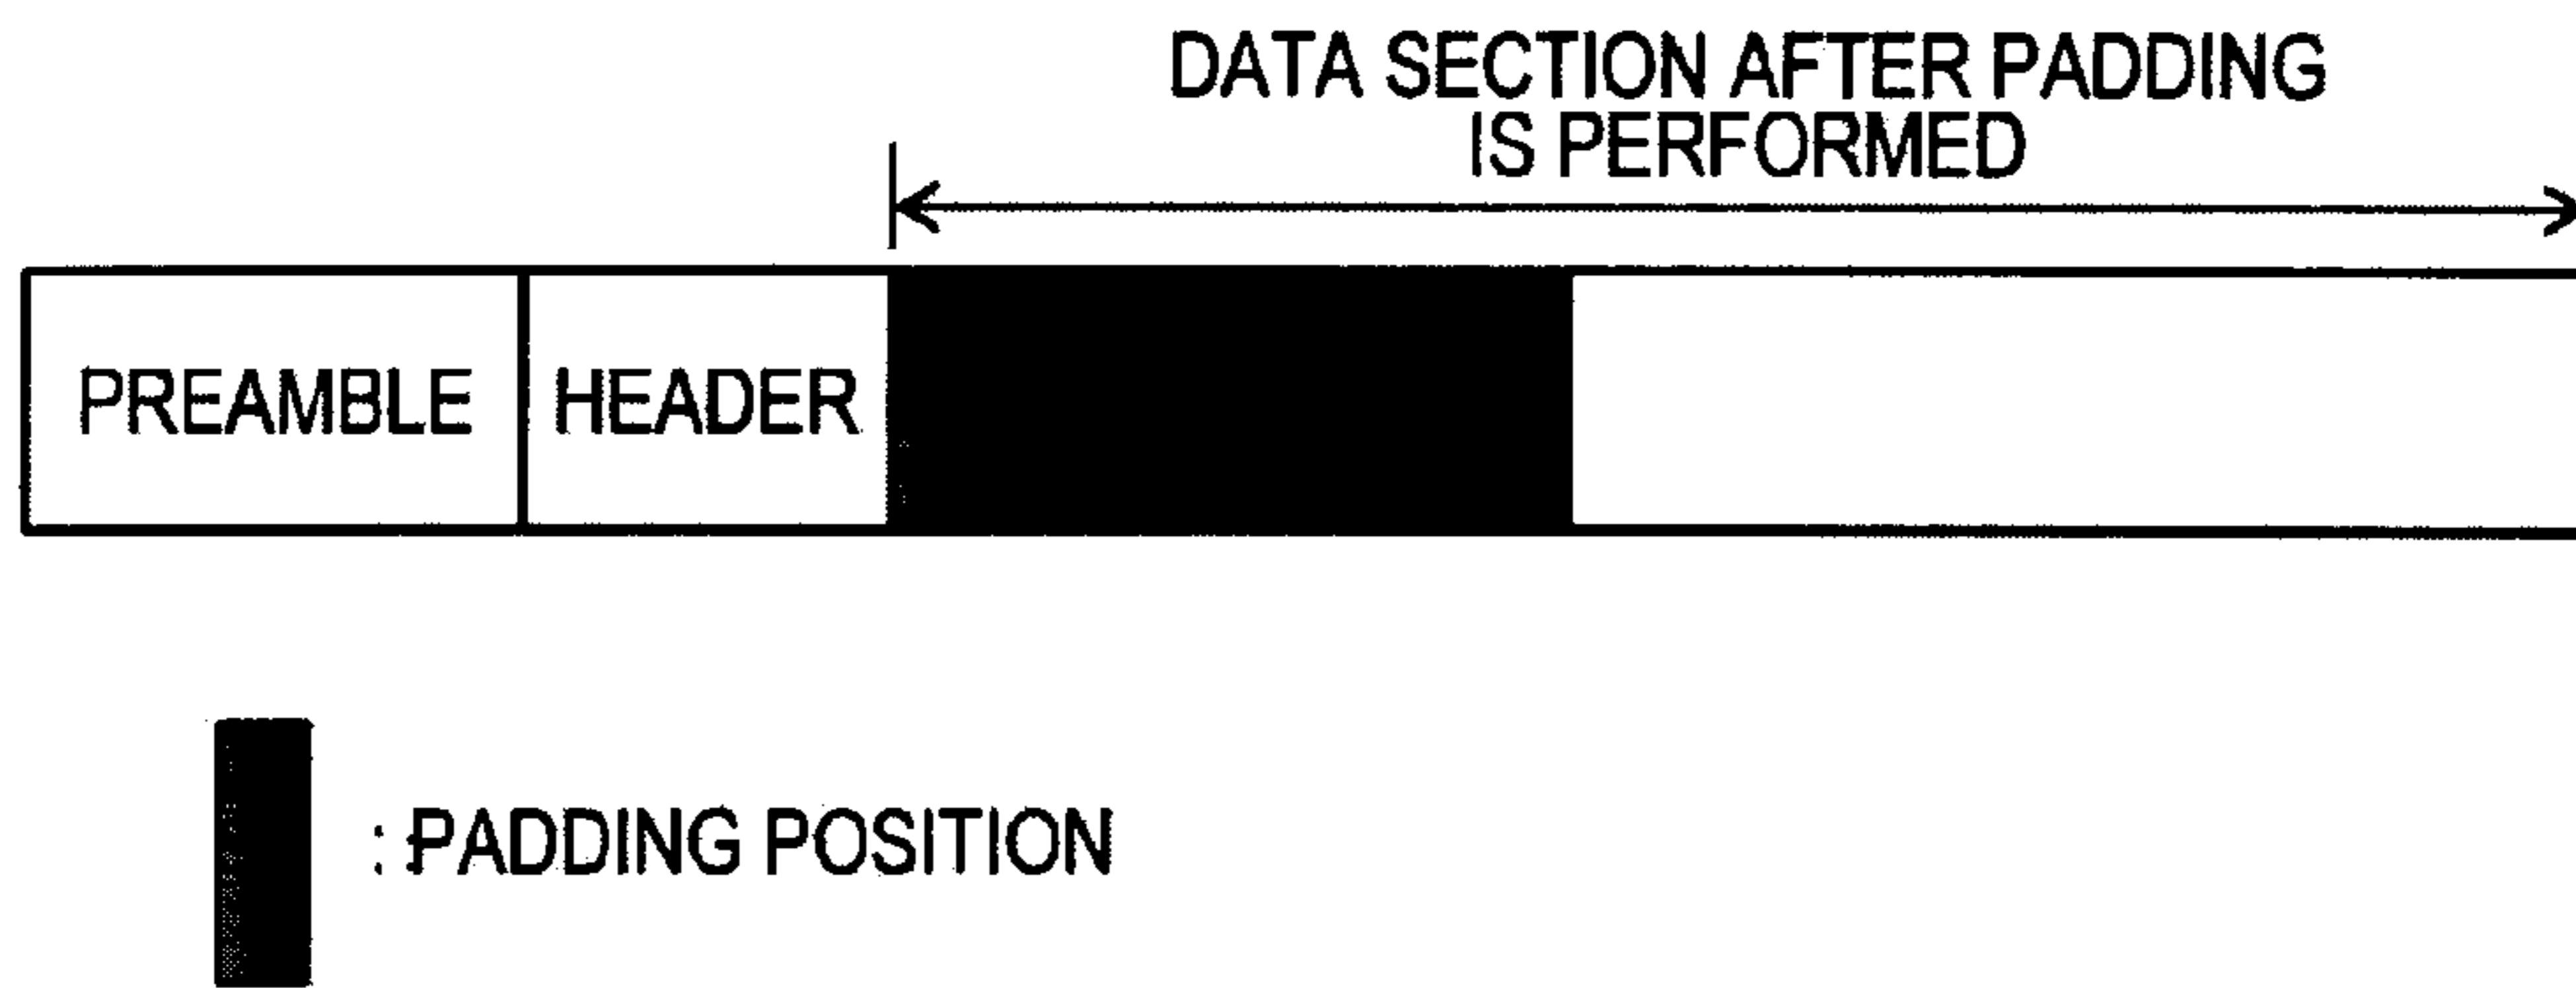 DATA SECTION AFTER PADDING
IS PERFORMED
PREAMBLE HEADER
: PADDING POSITION